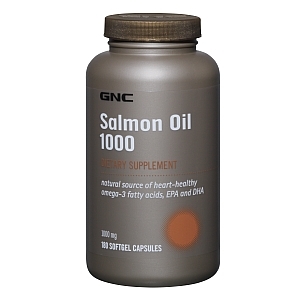 GNC
Salmon Oil
1000
DIETARY SUPPLEMENT
natural source of heart-healthy
omega-3 fatty acids, EPA and DHA
1000 mg
180 SOFTGEL CAPSULES